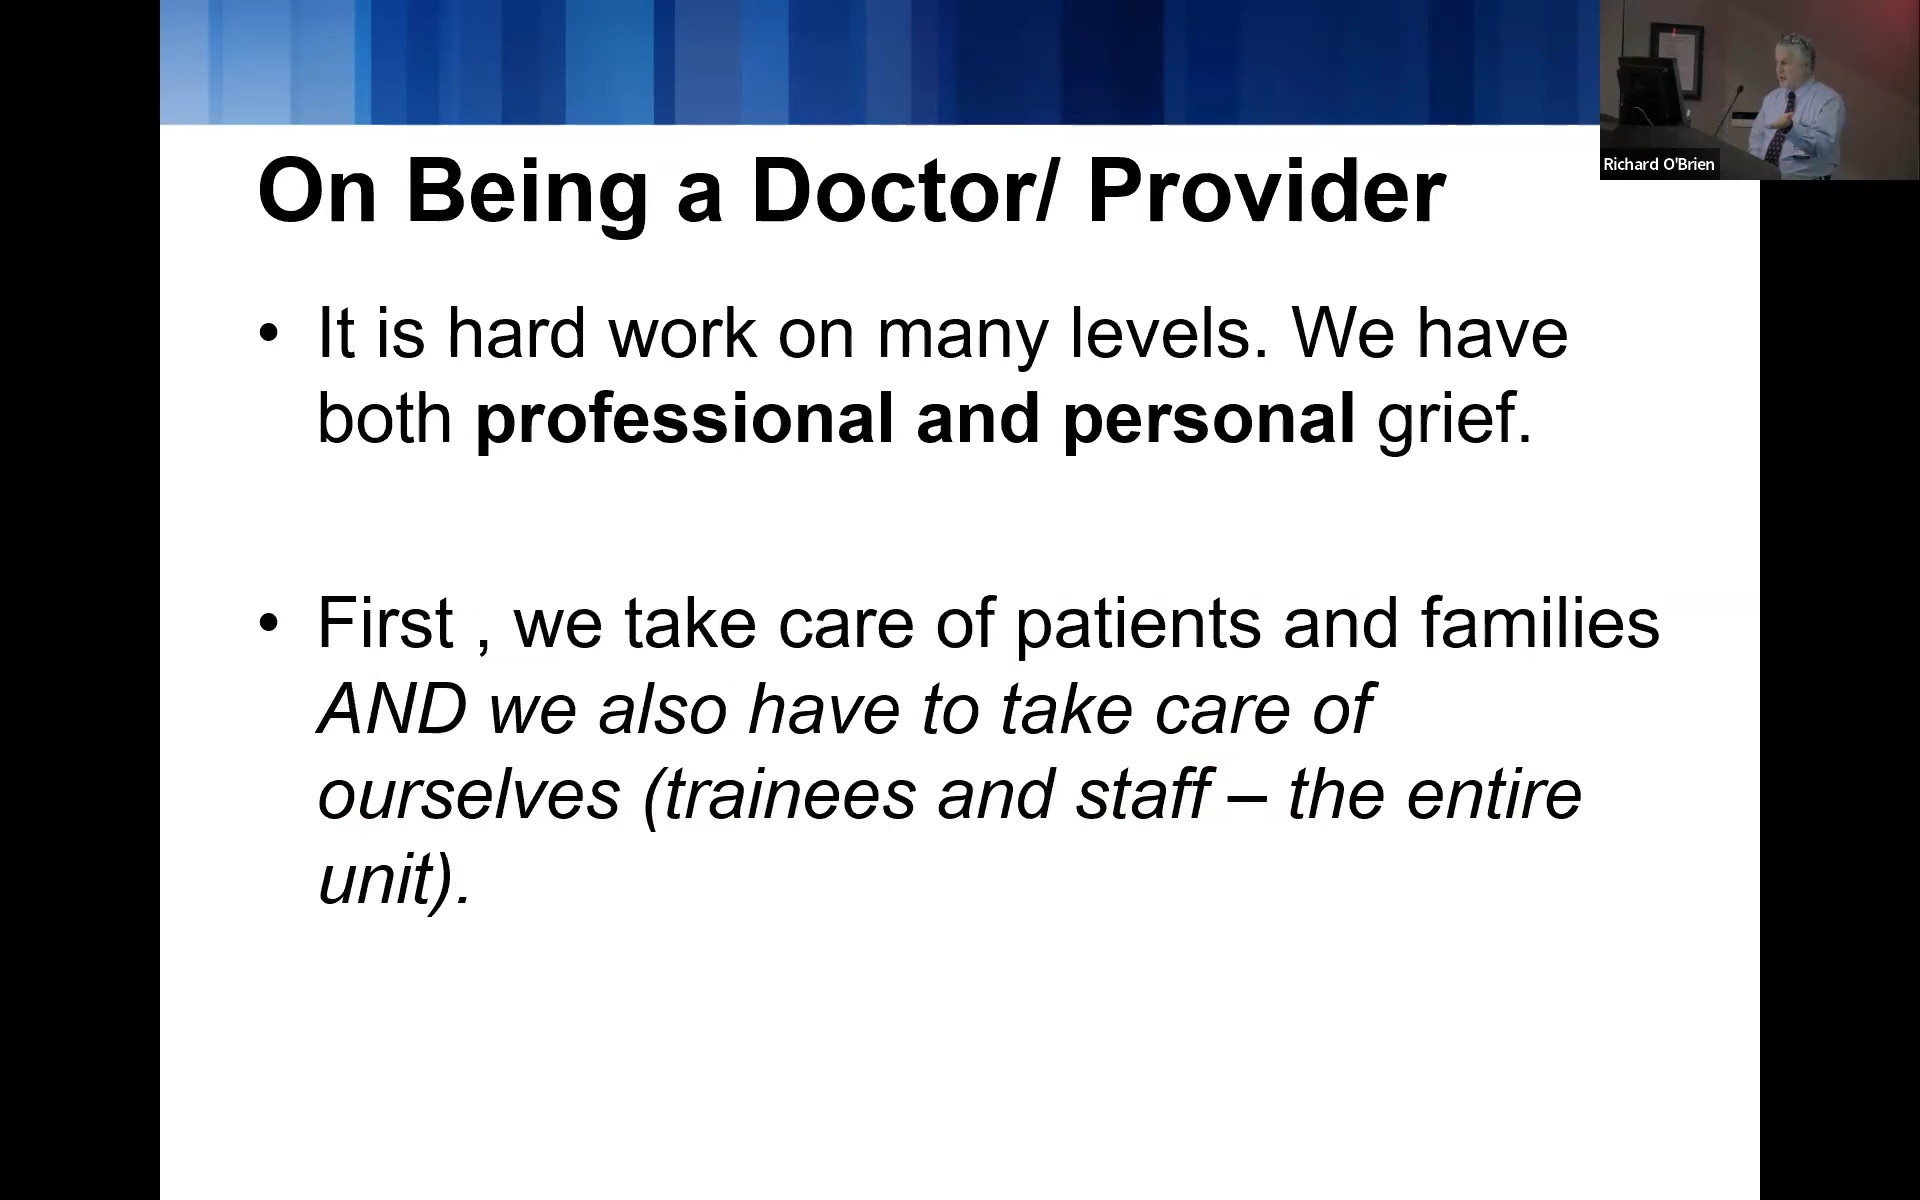 On Being a Doctor/ Provider
Richard O'Brien
• It is hard work on many levels. We have
both professional and personal grief.
• First , we take care of patients and families
AND we also have to take care of
ourselves (trainees and staff – the entire
unit).